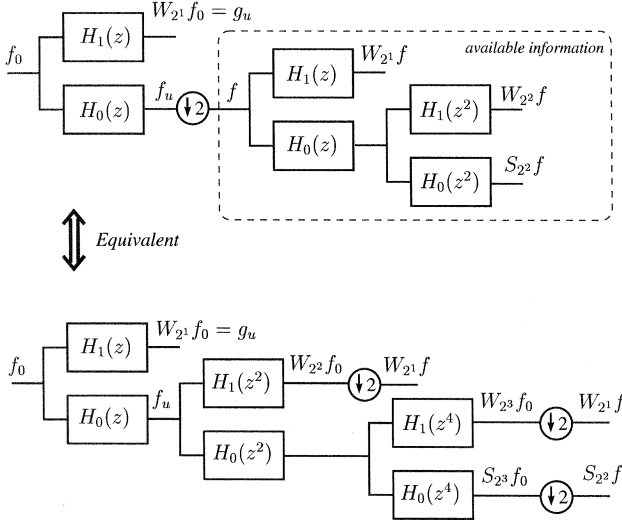 W_{2^1} f_0 = g_u
available information
f_0
H_1(z)
W_{2^1} f
H_1(z)
f_u
f
W_{2^2} f
H_0(z)
↓2
H_1(z^2)
H_0(z)
S_{2^2} f
H_0(z^2)
Equivalent
W_{2^1} f_0 = g_u
f_0
H_1(z)
W_{2^2} f_0
W_{2^1} f
H_1(z^2)
↓2
f_u
H_0(z)
W_{2^3} f_0
W_{2^1} f
H_1(z^4)
↓2
H_0(z^2)
S_{2^3} f_0
S_{2^2} f
H_0(z^4)
↓2